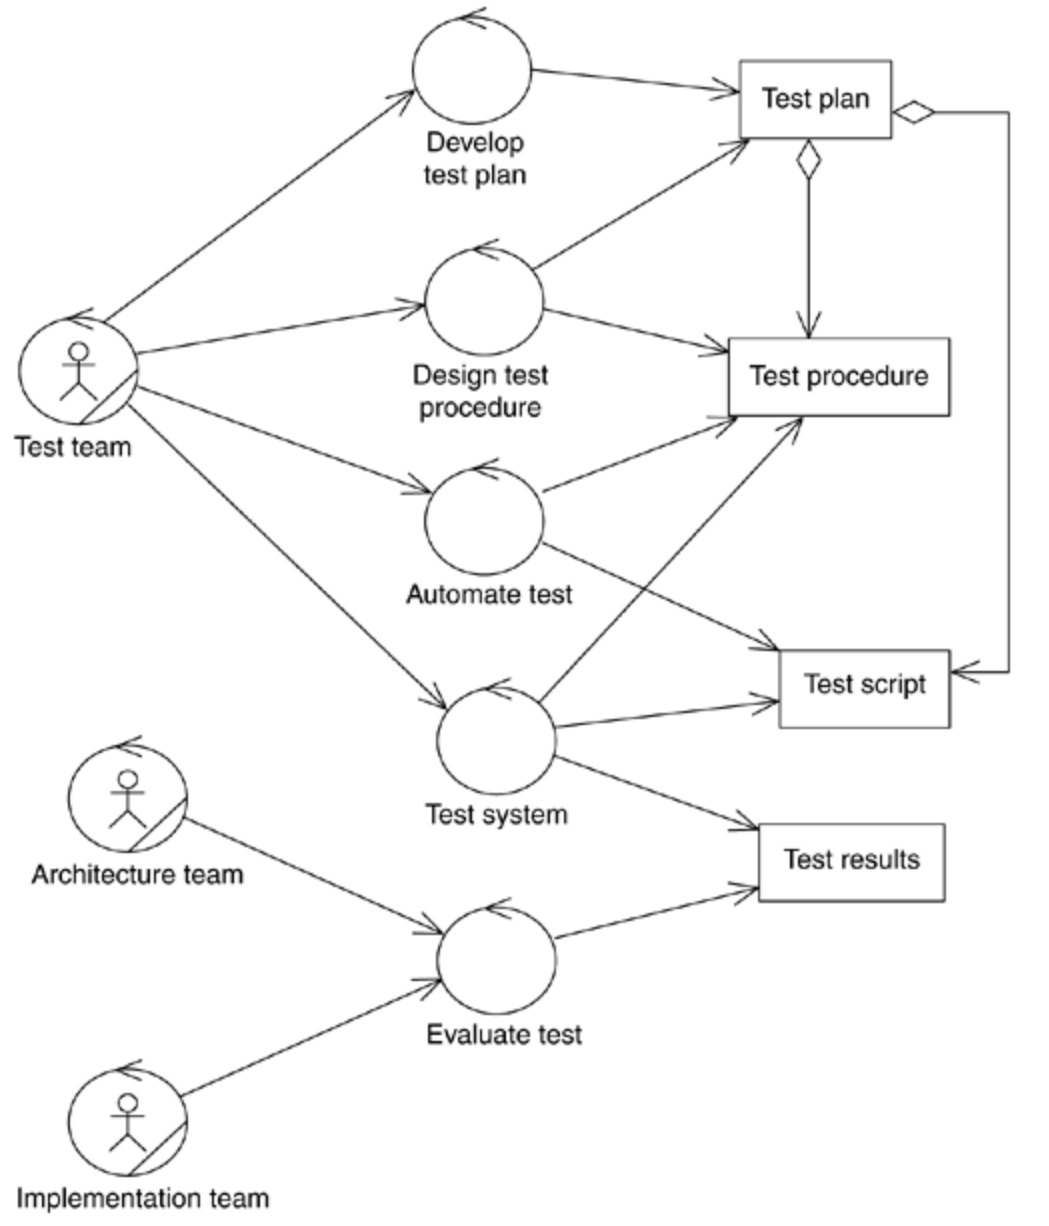 Develop
test plan
Test plan
Design test
procedure
Test procedure
Test team
Automate test
Test script
Test system
Architecture team
Test results
Evaluate test
Implementation team